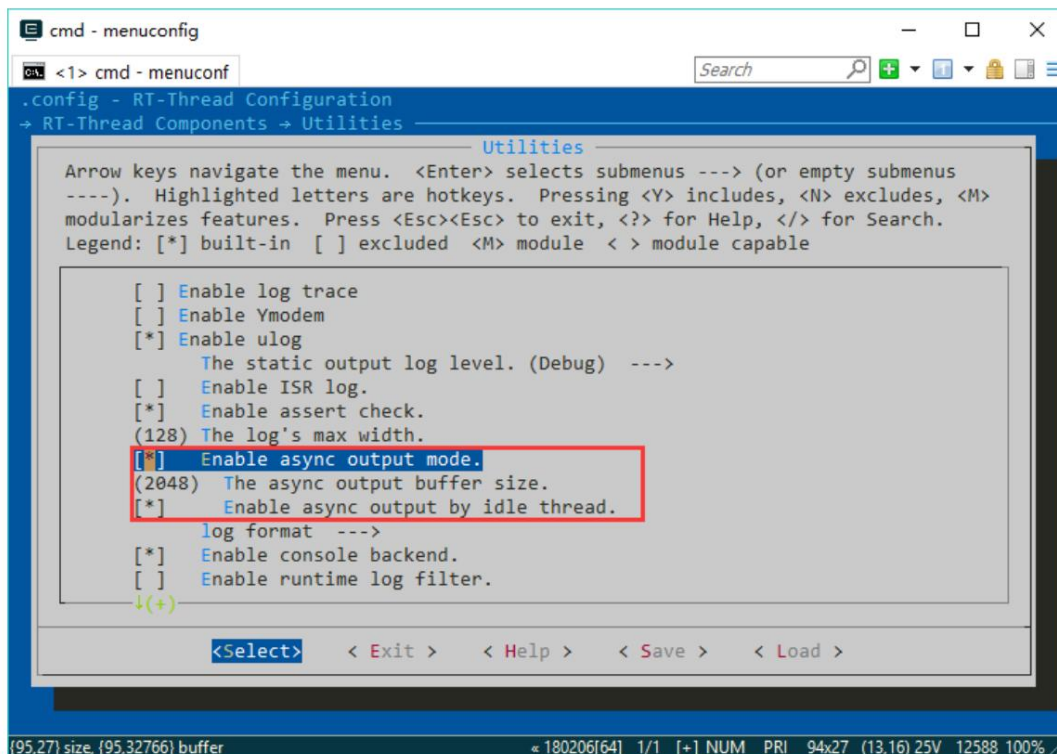 cmd - menuconfig
<1> cmd - menuconf
Search
.config - RT-Thread Configuration
→ RT-Thread Components → Utilities
Utilities
Arrow keys navigate the menu.  <Enter> selects submenus ---> (or empty submenus
----).  Highlighted letters are hotkeys.  Pressing <Y> includes, <N> excludes, <M>
modularizes features.  Press <Esc><Esc> to exit, <?> for Help, </> for Search.
Legend: [*] built-in  [ ] excluded  <M> module  < > module capable
[ ] Enable log trace
[ ] Enable Ymodem
[*] Enable ulog
The static output log level. (Debug)  --->
[ ]   Enable ISR log.
[*]   Enable assert check.
(128) The log's max width.
[*]   Enable async output mode.
(2048)  The async output buffer size.
[*]     Enable async output by idle thread.
log format  --->
[*]   Enable console backend.
[ ]   Enable runtime log filter.
↓(+)
<Select>    < Exit >    < Help >    < Save >    < Load >
{95,27} size, {95,32766} buffer
« 180206[64]  1/1  [+] NUM  PRI  94x27  (13,16) 25V  12588 100%